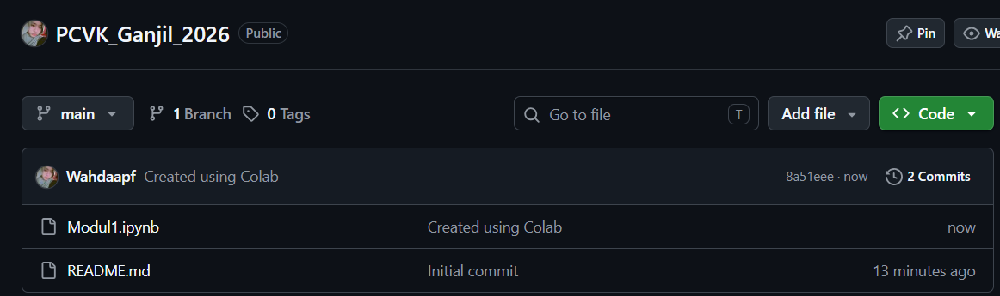 PCVK_Ganjil_2026 Public Pin
main 1 Branch 0 Tags Go to file T Add file Code
Wahdaapf Created using Colab 8a51eee · now 2 Commits
Modul1.ipynb Created using Colab now
README.md Initial commit 13 minutes ago